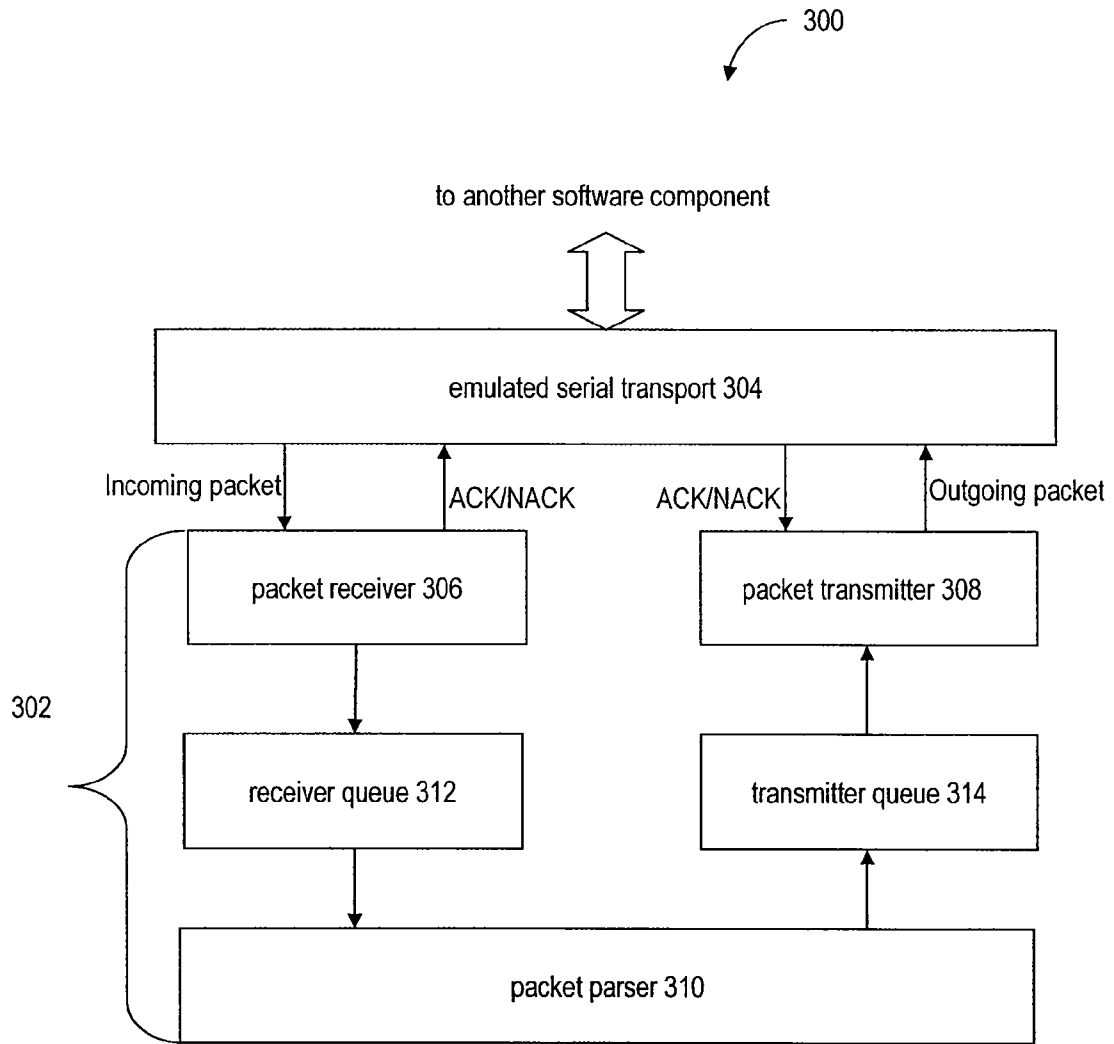 300
to another software component
emulated serial transport 304
Incoming packet
ACK/NACK
ACK/NACK
Outgoing packet
packet receiver 306
packet transmitter 308
302
receiver queue 312
transmitter queue 314
packet parser 310